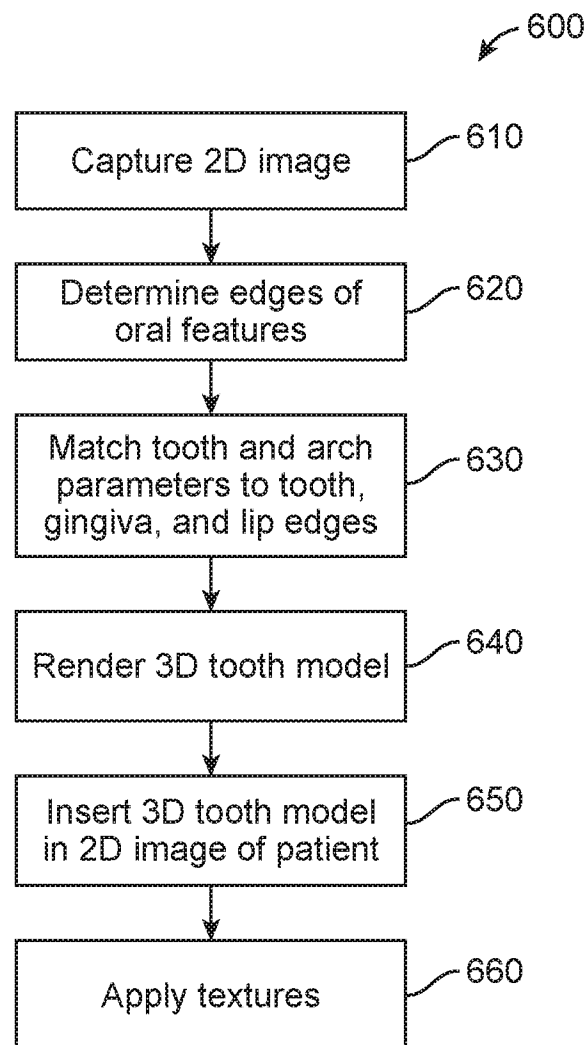 600
Capture 2D image
610
Determine edges of
oral features
620
Match tooth and arch
parameters to tooth,
gingiva, and lip edges
630
Render 3D tooth model
640
Insert 3D tooth model
in 2D image of patient
650
Apply textures
660